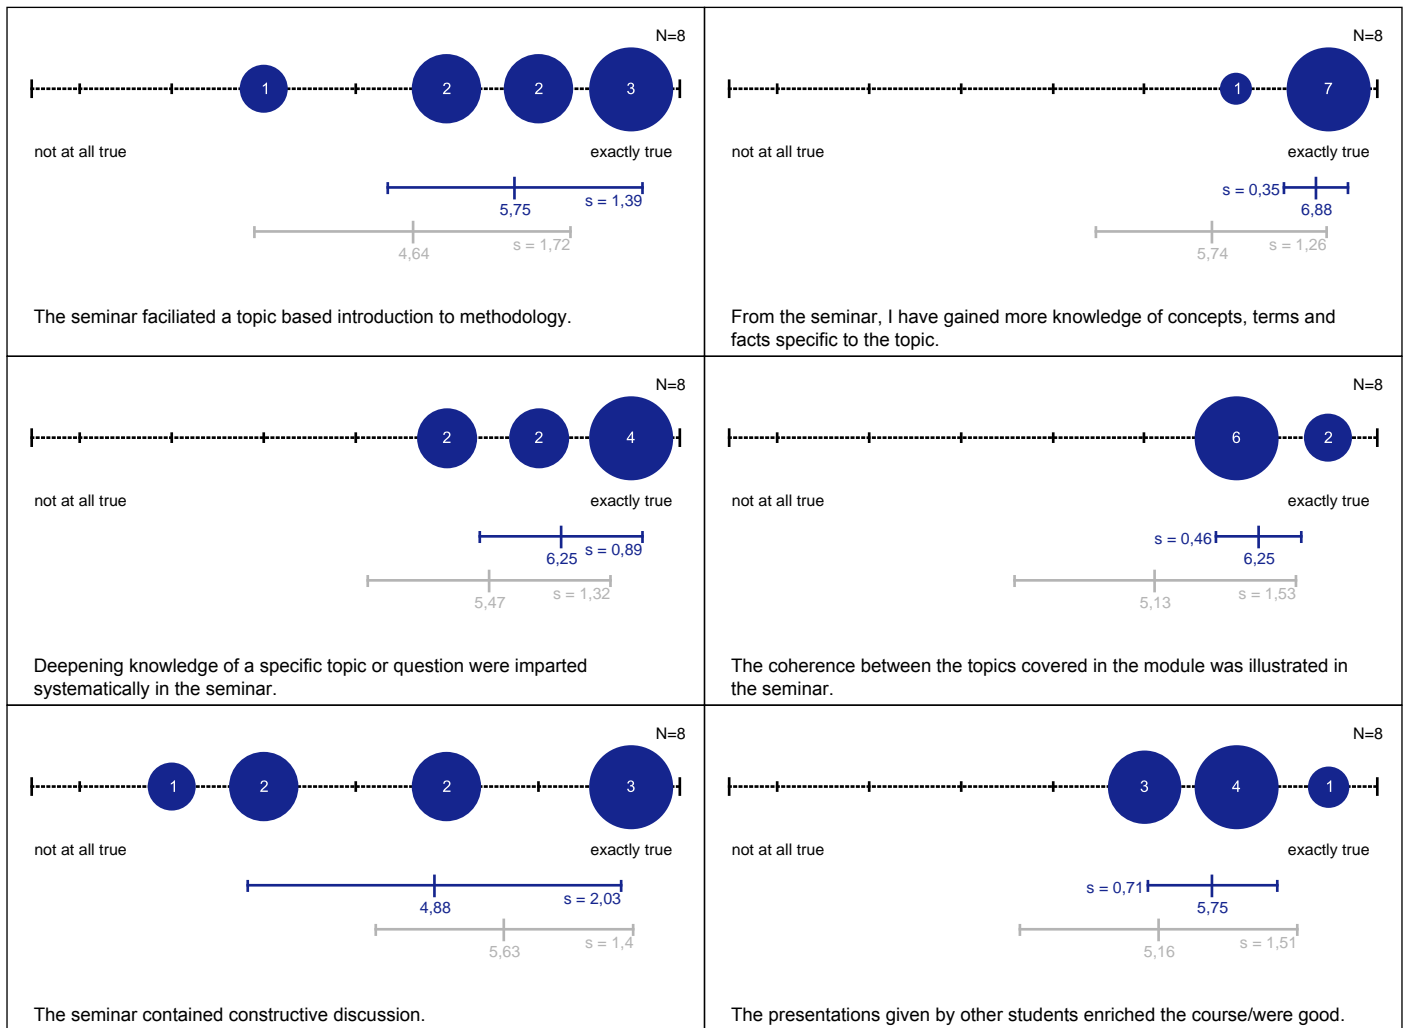 N=8
1 2 2 3
not at all true exactly true
s = 1,39
5,75
s = 1,72
4,64
The seminar faciliated a topic based introduction to methodology.
N=8
1 7
not at all true exactly true
s = 0,35
6,88
s = 1,26
5,74
From the seminar, I have gained more knowledge of concepts, terms and
facts specific to the topic.
N=8
2 2 4
not at all true exactly true
s = 0,89
6,25
s = 1,32
5,47
Deepening knowledge of a specific topic or question were imparted
systematically in the seminar.
N=8
6 2
not at all true exactly true
s = 0,46
6,25
s = 1,53
5,13
The coherence between the topics covered in the module was illustrated in
the seminar.
N=8
1 2 2 3
not at all true exactly true
s = 2,03
4,88
s = 1,4
5,63
The seminar contained constructive discussion.
N=8
3 4 1
not at all true exactly true
s = 0,71
5,75
s = 1,51
5,16
The presentations given by other students enriched the course/were good.